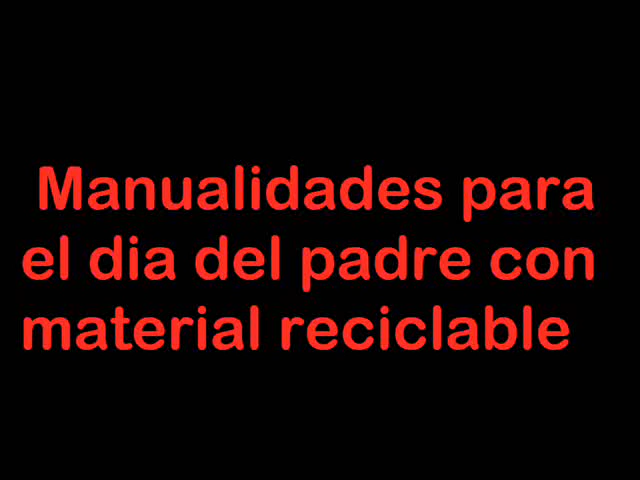 Manualidades para
el dia del padre con
material reciclable